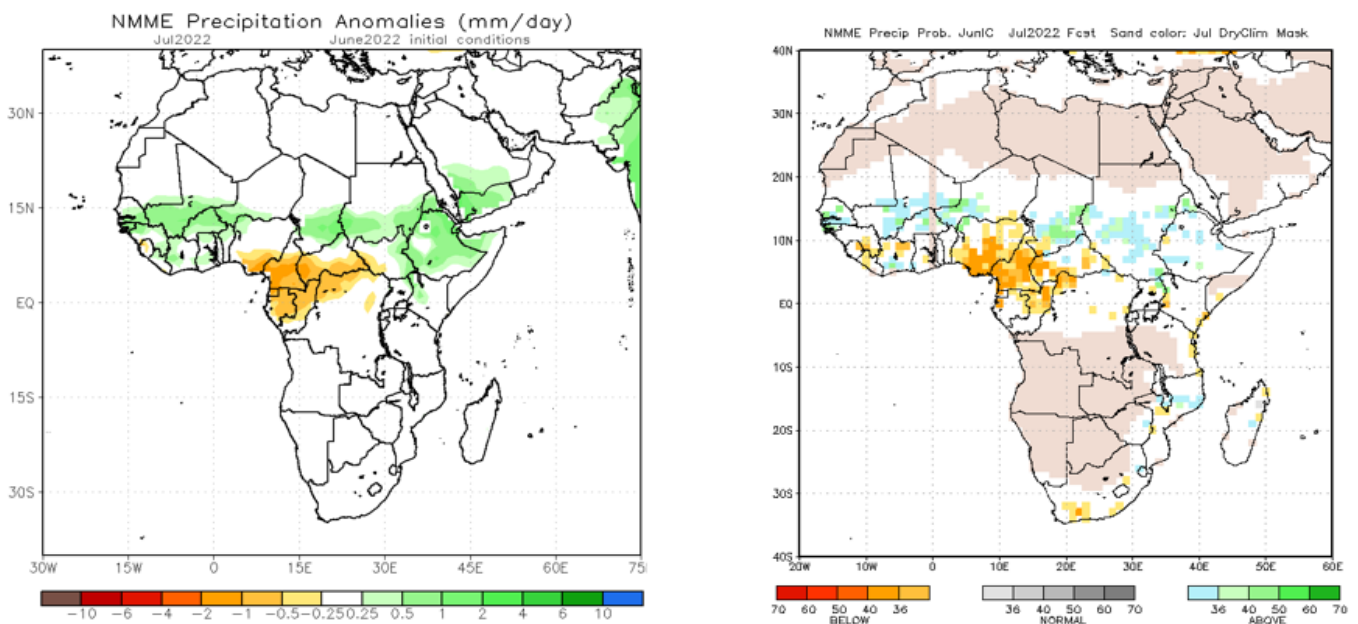 NMME Precipitation Anomalies (mm/day)
Jul2022 June2022 initial conditions
30N
15N
EQ
15S
30S
30W 15W 0 15E 30E 45E 60E 75E
-10 -6 -4 -2 -1 -0.5 -0.25 0.25 0.5 1 2 4 6 10
NMME Precip Prob. JunIC Jul2022 Fcst Sand color: Jul DryClim Mask
40N
30N
20N
10N
EQ
10S
20S
30S
40S
20W 10W 0 10E 20E 30E 40E 50E 60E
70 60 50 40 36
BELOW
36 40 50 60 70
NORMAL
36 40 50 60 70
ABOVE